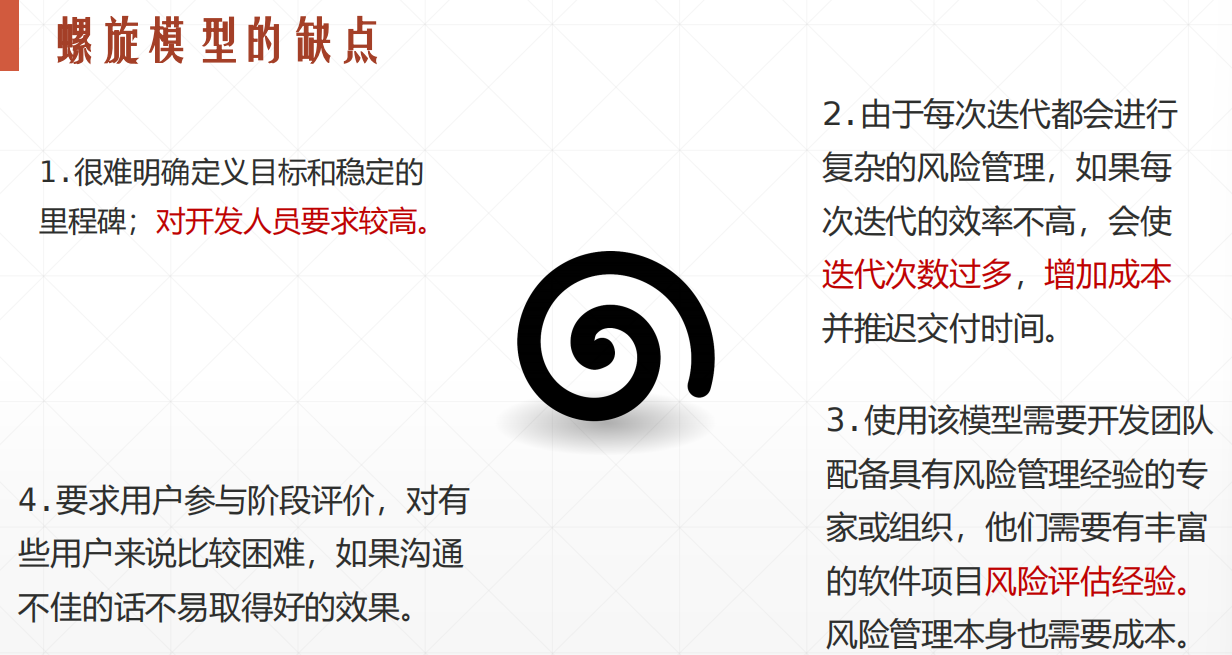 螺旋模型的缺点
1.很难明确定义目标和稳定的
里程碑；对开发人员要求较高。
2.由于每次迭代都会进行
复杂的风险管理，如果每
次迭代的效率不高，会使
迭代次数过多，增加成本
并推迟交付时间。
3.使用该模型需要开发团队
配备具有风险管理经验的专
家或组织，他们需要有丰富
的软件项目风险评估经验。
风险管理本身也需要成本。
4.要求用户参与阶段评价，对有
些用户来说比较困难，如果沟通
不佳的话不易取得好的效果。